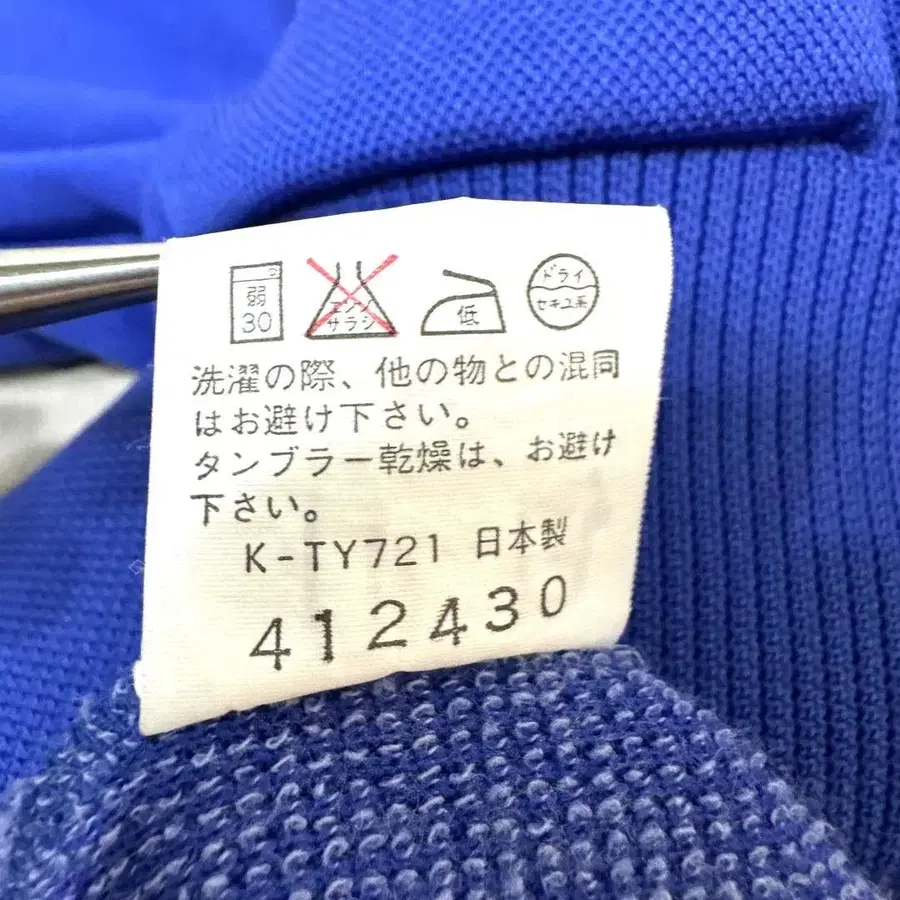 弱
30
エンソ
サラシ
低
ドライ
セキユ系
洗濯の際、他の物との混同
はお避け下さい。
タンブラー乾燥は、お避け
下さい。
K-TY721 日本製
412430